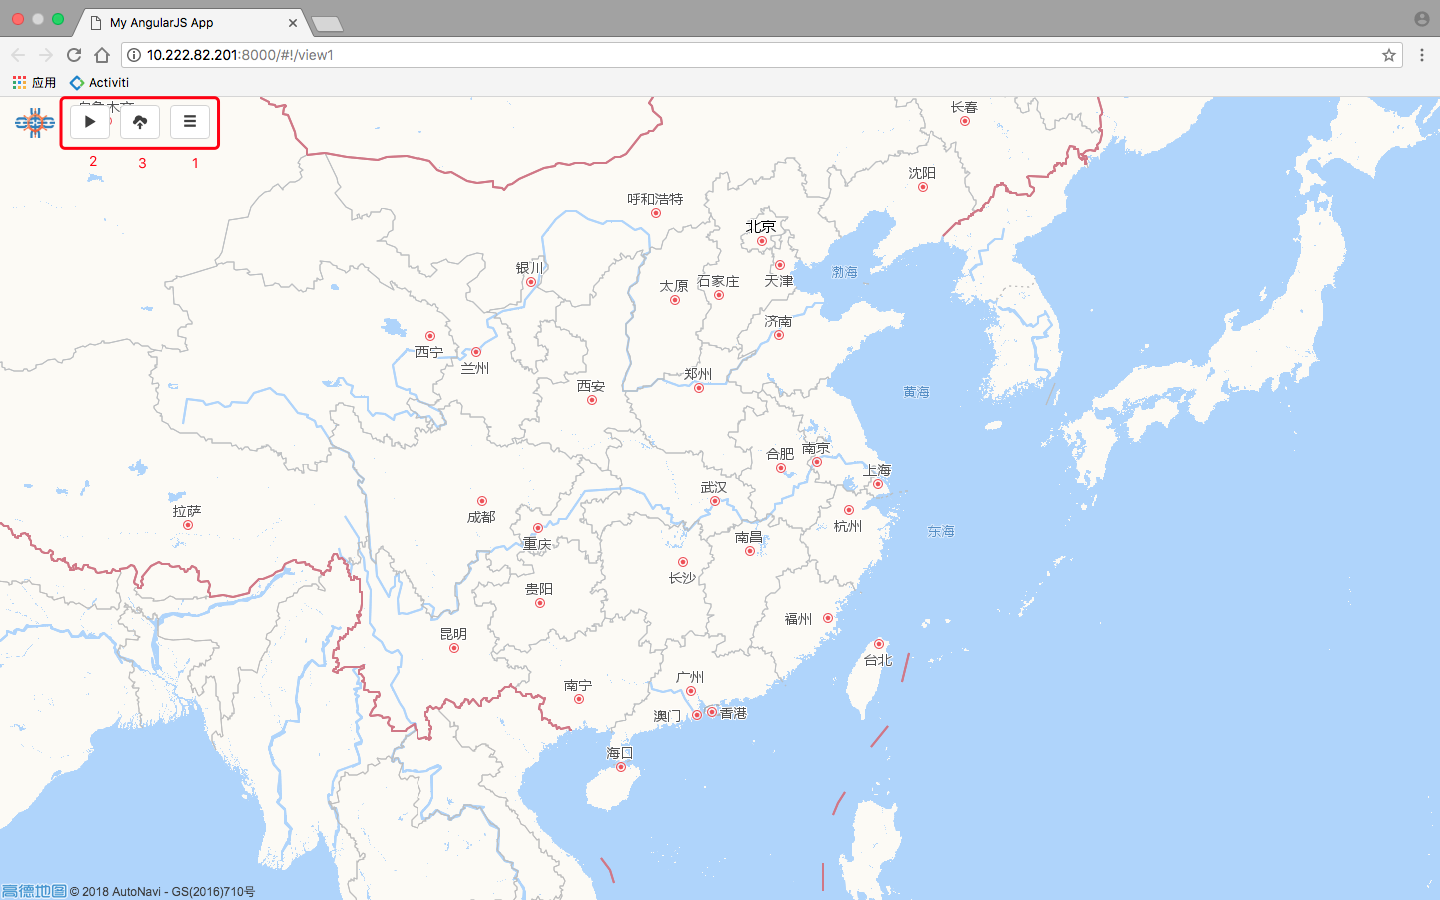 My AngularJS App
10.222.82.201:8000/#!/view1
应用
Activiti
2
3
1
长春
沈阳
呼和浩特
北京
银川
渤海
太原
石家庄
天津
济南
西宁
兰州
郑州
西安
黄海
合肥
南京
上海
武汉
拉萨
成都
杭州
东海
重庆
南昌
长沙
贵阳
福州
昆明
台北
广州
南宁
澳门
香港
海口
高德地图 © 2018 AutoNavi - GS(2016)710号